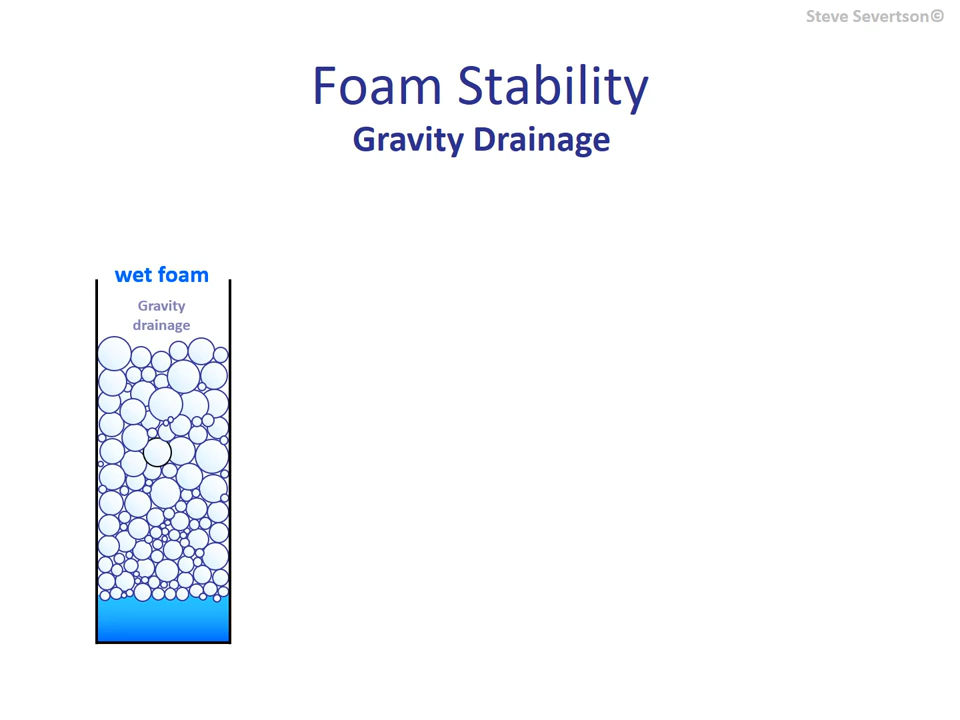 Steve Severtson©
Foam Stability
Gravity Drainage
wet foam
Gravity
drainage